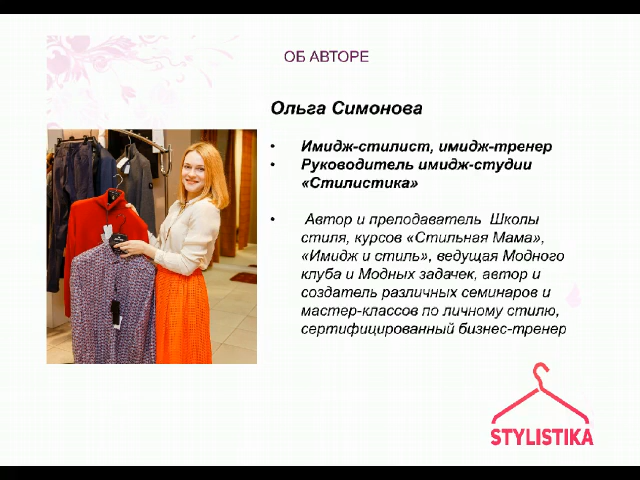 ОБ АВТОРЕ
Ольга Симонова
• Имидж-стилист, имидж-тренер
• Руководитель имидж-студии
«Стилистика»
• Автор и преподаватель Школы
стиля, курсов «Стильная Мама»,
«Имидж и стиль», ведущая Модного
клуба и Модных задачек, автор и
создатель различных семинаров и
мастер-классов по личному стилю,
сертифицированный бизнес-тренер
STYLISTIKA